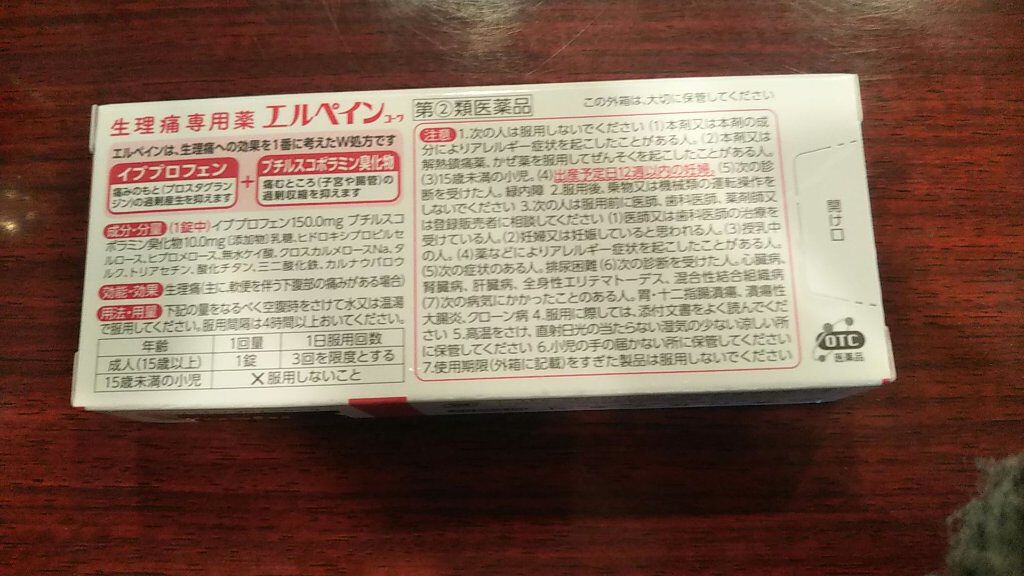 生理痛専用薬 エルペインコーワ
エルペインは、生理痛への効果を1番に考えたW処方です
イブプロフェン
痛みのもと(プロスタグラン
ジン)の過剰産生を抑えます
+
ブチルスコポラミン臭化物
痛むところ(子宮や腸管)の
過剰収縮を抑えます
成分・分量 (1錠中)イブプロフェン150.0mg ブチルスコ
ポラミン臭化物10.0mg (添加物)乳糖、ヒドロキシプロピルセ
ルロース、ヒプロメロース、無水ケイ酸、クロスカルメロースNa、タ
ルク、トリアセチン、酸化チタン、三二酸化鉄、カルナウバロウ
効能・効果 生理痛(主に、軟便を伴う下腹部の痛みがある場合)
用法・用量 下記の量をなるべく空腹時をさけて水又は温湯
で服用してください。服用間隔は4時間以上おいてください。
年齢 1回量 1日服用回数
成人(15歳以上) 1錠 3回を限度とする
15歳未満の小児 ×服用しないこと
第②類医薬品
この外箱は、大切に保管してください
注意 1.次の人は服用しないでください (1)本剤又は本剤の成
分によりアレルギー症状を起こしたことがある人。(2)本剤又は他の
解熱鎮痛薬、かぜ薬を服用してぜんそくを起こしたことがある人。
(3)15歳未満の小児。(4)出産予定日12週以内の妊婦。(5)次の診
断を受けた人。緑内障 2.服用後、乗物又は機械類の運転操作を
しないでください 3.次の人は服用前に医師、歯科医師、薬剤師又
は登録販売者に相談してください (1)医師又は歯科医師の治療を
受けている人。(2)妊婦又は妊娠していると思われる人。(3)授乳中
の人。(4)薬などによりアレルギー症状を起こしたことがある人。
(5)次の症状のある人。排尿困難 (6)次の診断を受けた人。心臓病、
腎臓病、肝臓病、全身性エリテマトーデス、混合性結合組織病
(7)次の病気にかかったことのある人。胃・十二指腸潰瘍、潰瘍性
大腸炎、クローン病 4.服用に際しては、添付文書をよく読んでくだ
さい 5.高温をさけ、直射日光の当たらない湿気の少ない涼しい所
に保管してください 6.小児の手の届かない所に保管してください
7.使用期限(外箱に記載)をすぎた製品は服用しないでください
開け口
OTC
医薬品